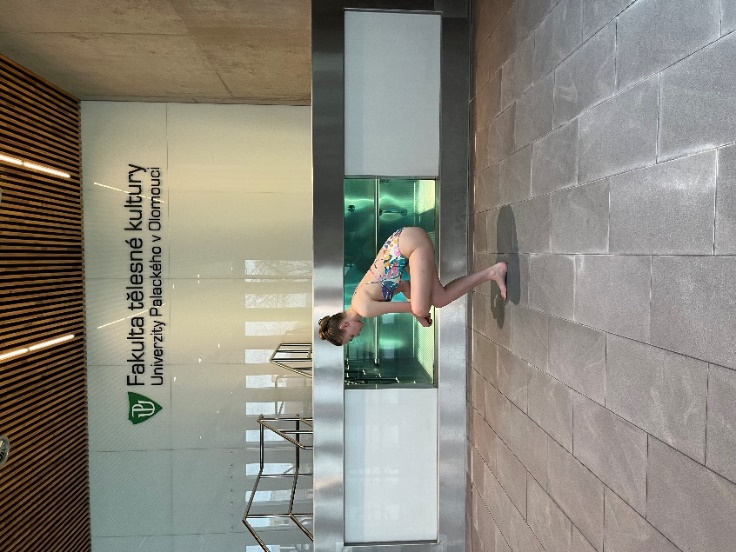 Fakulta tělesné kultury
Univerzity Palackého v Olomouci